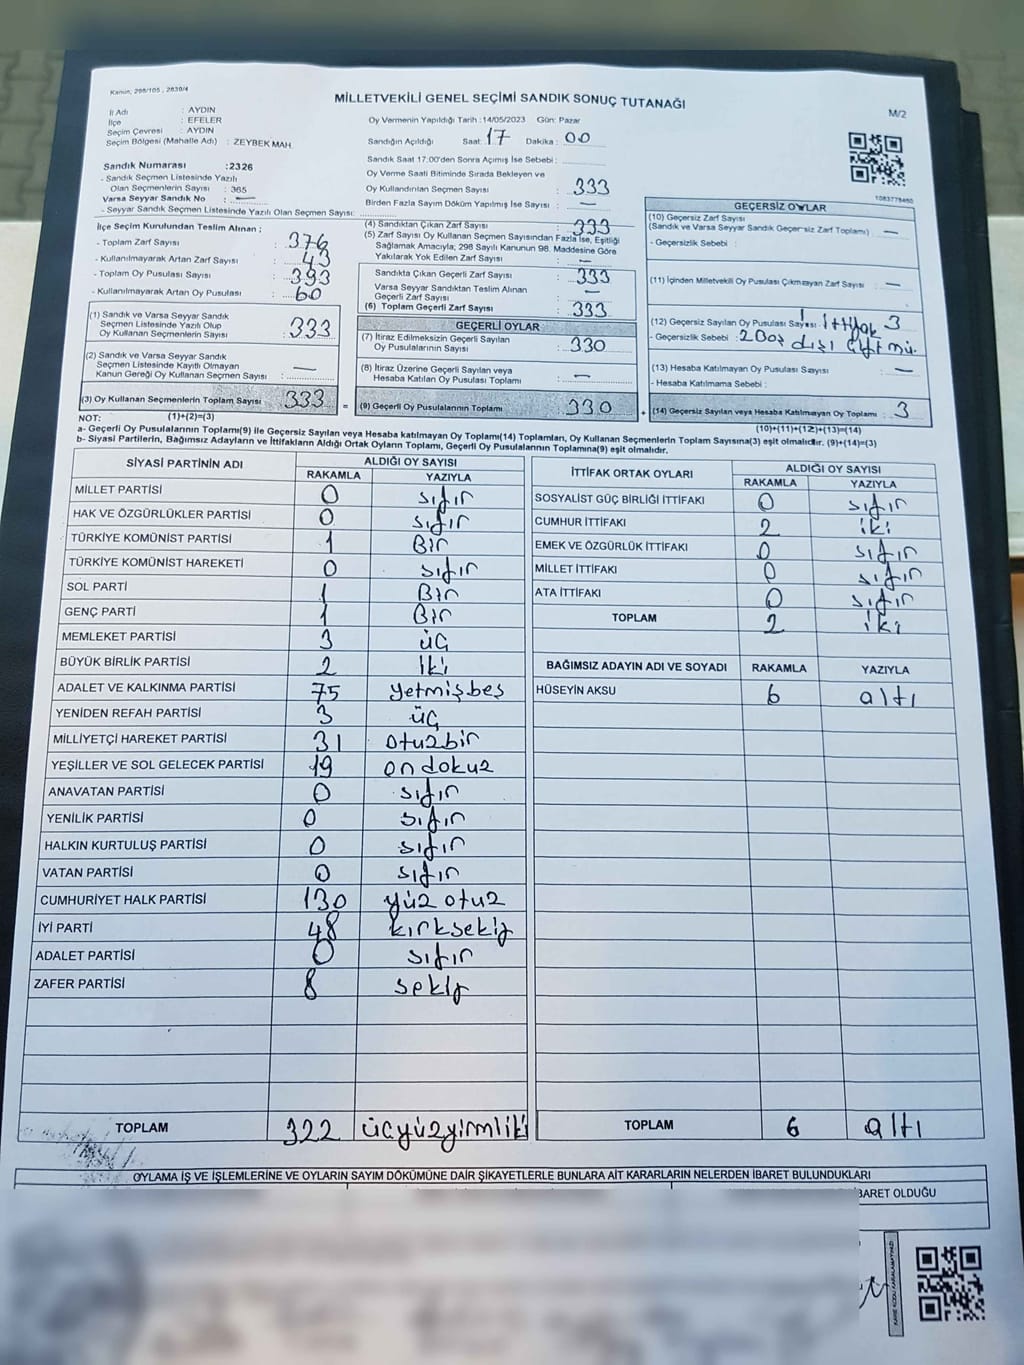 Kanun, 298/105 , 2839/4
MİLLETVEKİLİ GENEL SEÇİMİ SANDIK SONUÇ TUTANAĞI
M/2
İl Adı : AYDIN
İlçe : EFELER
Seçim Çevresi : AYDIN
Seçim Bölgesi (Mahalle Adı) : ZEYBEK MAH.
Sandık Numarası :2326
- Sandık Seçmen Listesinde Yazılı
Olan Seçmenlerin Sayısı : 365
Varsa Seyyar Sandık No : —
- Seyyar Sandık Seçmen Listesinde Yazılı Olan Seçmen Sayısı:
İlçe Seçim Kurulundan Teslim Alınan ;
- Toplam Zarf Sayısı : 376
- Kullanılmayarak Artan Zarf Sayısı : 43
- Toplam Oy Pusulası Sayısı : 393
- Kullanılmayarak Artan Oy Pusulası : 60
(1) Sandık ve Varsa Seyyar Sandık
Seçmen Listesinde Yazılı Olup
Oy Kullanan Seçmenlerin Sayısı : 333
(2) Sandık ve Varsa Seyyar Sandık
Seçmen Listesinde Kayıtlı Olmayan
Kanun Gereği Oy Kullanan Seçmen Sayısı : —
(3) Oy Kullanan Seçmenlerin Toplam Sayısı : 333
Oy Vermenin Yapıldığı Tarih :14/05/2023 Gün: Pazar
Sandığın Açıldığı Saat: 17 Dakika : 00
Sandık Saat 17:00'den Sonra Açılmış İse Sebebi :
Oy Verme Saati Bitiminde Sırada Bekleyen ve
Oy Kullandırılan Seçmen Sayısı : 333
Birden Fazla Sayım Döküm Yapılmış İse Sayısı : —
(4) Sandıktan Çıkan Zarf Sayısı : 333
(5) Zarf Sayısı Oy Kullanan Seçmen Sayısından Fazla İse, Eşitliği
Sağlamak Amacıyla; 298 Sayılı Kanunun 98. Maddesine Göre
Yakılarak Yok Edilen Zarf Sayısı : —
Sandıkta Çıkan Geçerli Zarf Sayısı : 333
Varsa Seyyar Sandıktan Teslim Alınan
Geçerli Zarf Sayısı : —
(6) Toplam Geçerli Zarf Sayısı : 333
GEÇERLİ OYLAR
(7) İtiraz Edilmeksizin Geçerli Sayılan
Oy Pusulalarının Sayısı : 330
(8) İtiraz Üzerine Geçerli Sayılan veya
Hesaba Katılan Oy Pusulası Toplamı : —
= (9) Geçerli Oy Pusulalarının Toplamı : 330
1083778460
GEÇERSİZ OYLAR
(10) Geçersiz Zarf Sayısı
(Sandık ve Varsa Seyyar Sandık Geçersiz Zarf Toplamı) : —
- Geçersizlik Sebebi :
(11) İçinden Milletvekili Oy Pusulası Çıkmayan Zarf Sayısı : —
(12) Geçersiz Sayılan Oy Pusulası Sayısı : 3
- Geçersizlik Sebebi : 2 Boş 1 ittifak dışı çift mü.
(13) Hesaba Katılmayan Oy Pusulası Sayısı : —
- Hesaba Katılmama Sebebi :
+ (14) Geçersiz Sayılan veya Hesaba Katılmayan Oy Toplamı : 3
NOT: (1)+(2)=(3)
(10)+(11)+(12)+(13)=(14)
a- Geçerli Oy Pusulaların Toplamı(9) ile Geçersiz Sayılan veya Hesaba katılmayan Oy Toplamı(14) Toplamları, Oy Kullanan Seçmenlerin Toplam Sayısına(3) eşit olmalıdır. (9)+(14)=(3)
b- Siyasi Partilerin, Bağımsız Adayların ve İttifakların Aldığı Ortak Oyların Toplamı, Geçerli Oy Pusulalarının Toplamına(9) eşit olmalıdır.
SİYASİ PARTİNİN ADI ALDIĞI OY SAYISI
RAKAMLA YAZIYLA
MİLLET PARTİSİ 0 sıfır
HAK VE ÖZGÜRLÜKLER PARTİSİ 0 sıfır
TÜRKİYE KOMÜNİST PARTİSİ 1 Bir
TÜRKİYE KOMÜNİST HAREKETİ 0 sıfır
SOL PARTİ 1 Bir
GENÇ PARTİ 1 Bir
MEMLEKET PARTİSİ 3 üç
BÜYÜK BİRLİK PARTİSİ 2 İki
ADALET VE KALKINMA PARTİSİ 75 yetmişbeş
YENİDEN REFAH PARTİSİ 3 üç
MİLLİYETÇİ HAREKET PARTİSİ 31 otuzbir
YEŞİLLER VE SOL GELECEK PARTİSİ 19 ondokuz
ANAVATAN PARTİSİ 0 sıfır
YENİLİK PARTİSİ 0 sıfır
HALKIN KURTULUŞ PARTİSİ 0 sıfır
VATAN PARTİSİ 0 sıfır
CUMHURİYET HALK PARTİSİ 130 yüz otuz
İYİ PARTİ 48 kırksekiz
ADALET PARTİSİ 0 sıfır
ZAFER PARTİSİ 8 sekiz
TOPLAM 322 üçyüzyirmiiki
İTTİFAK ORTAK OYLARI ALDIĞI OY SAYISI
RAKAMLA YAZIYLA
SOSYALİST GÜÇ BİRLİĞİ İTTİFAKI 0 sıfır
CUMHUR İTTİFAKI 2 iki
EMEK VE ÖZGÜRLÜK İTTİFAKI 0 sıfır
MİLLET İTTİFAKI 0 sıfır
ATA İTTİFAKI 0 sıfır
TOPLAM 2 iki
BAĞIMSIZ ADAYIN ADI VE SOYADI RAKAMLA YAZIYLA
HÜSEYİN AKSU 6 altı
TOPLAM 6 altı
OYLAMA İŞ VE İŞLEMLERİNE VE OYLARIN SAYIM DÖKÜMÜNE DAİR ŞİKAYETLERLE BUNLARA AİT KARARLARIN NELERDEN İBARET BULUNDUKLARI
İBARET OLDUĞU